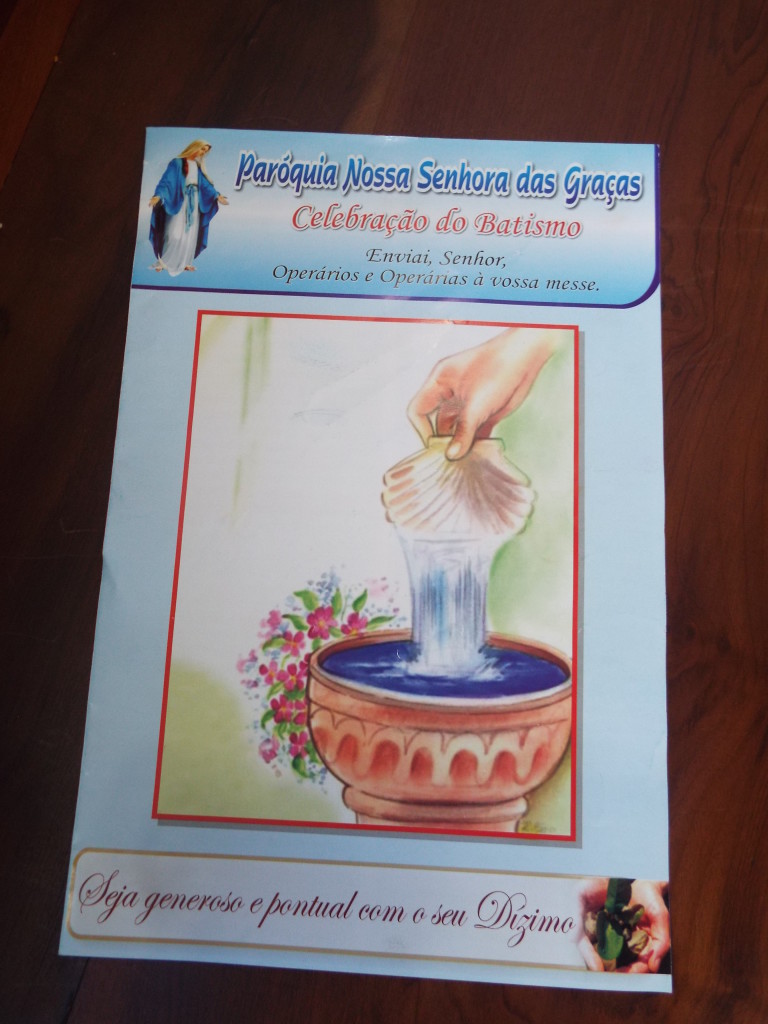 Paróquia Nossa Senhora das Graças
Celebração do Batismo
Enviai, Senhor,
Operários e Operárias à vossa messe.
Seja generoso e pontual com o seu Dízimo